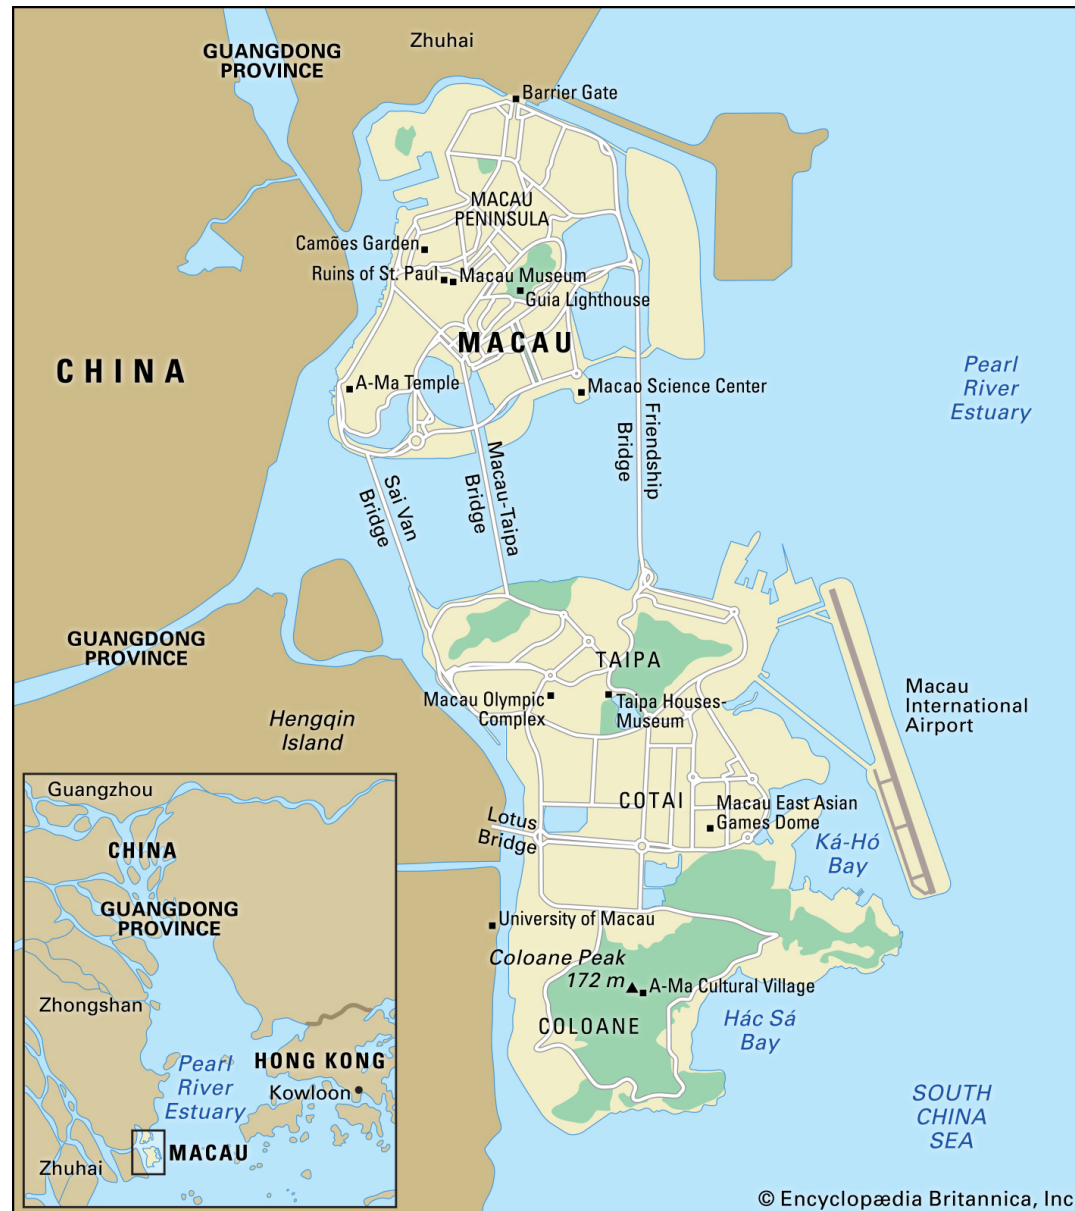 Zhuhai
GUANGDONG
PROVINCE
Barrier Gate
MACAU
PENINSULA
Camões Garden
Ruins of St. Paul
Macau Museum
Guia Lighthouse
MACAU
CHINA
A-Ma Temple
Macao Science Center
Pearl
River
Estuary
Sai Van
Bridge
Macau-Taipa
Bridge
Friendship
Bridge
GUANGDONG
PROVINCE
TAIPA
Macau Olympic
Complex
Taipa Houses-
Museum
Macau
International
Airport
Hengqin
Island
COTAI
Lotus
Bridge
Macau East Asian
Games Dome
Ká-Hó
Bay
University of Macau
Coloane Peak
172 m
A-Ma Cultural Village
COLOANE
Hác Sá
Bay
SOUTH
CHINA
SEA
Guangzhou
CHINA
GUANGDONG
PROVINCE
Zhongshan
Pearl
River
Estuary
HONG KONG
Kowloon
MACAU
Zhuhai
© Encyclopædia Britannica, Inc